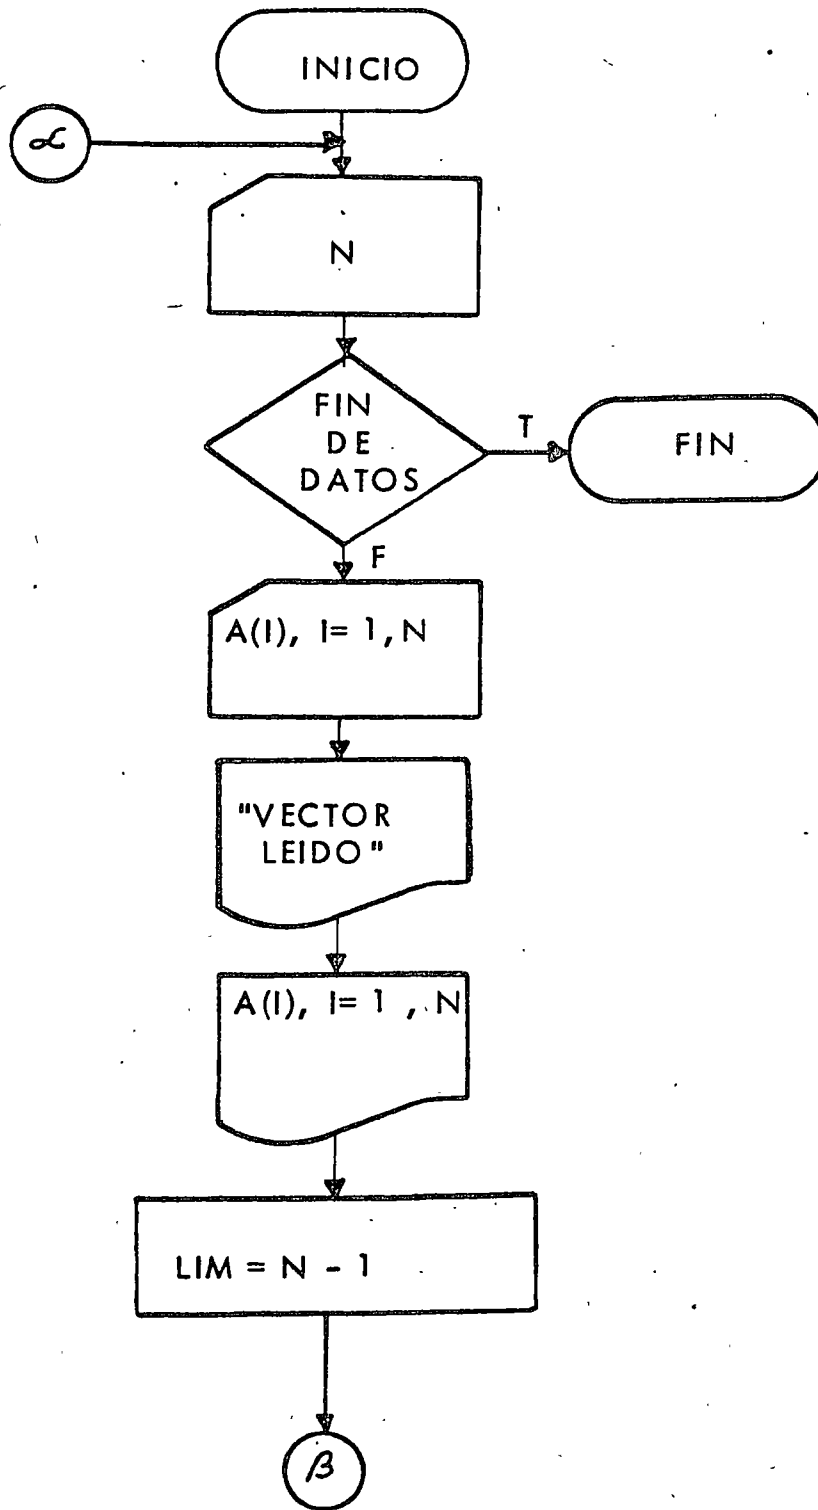 INICIO
α
N
FIN
DE
DATOS
T
FIN
F
A(I), I= 1, N
"VECTOR
LEIDO"
A(I), I= 1 , N
LIM = N - 1
β